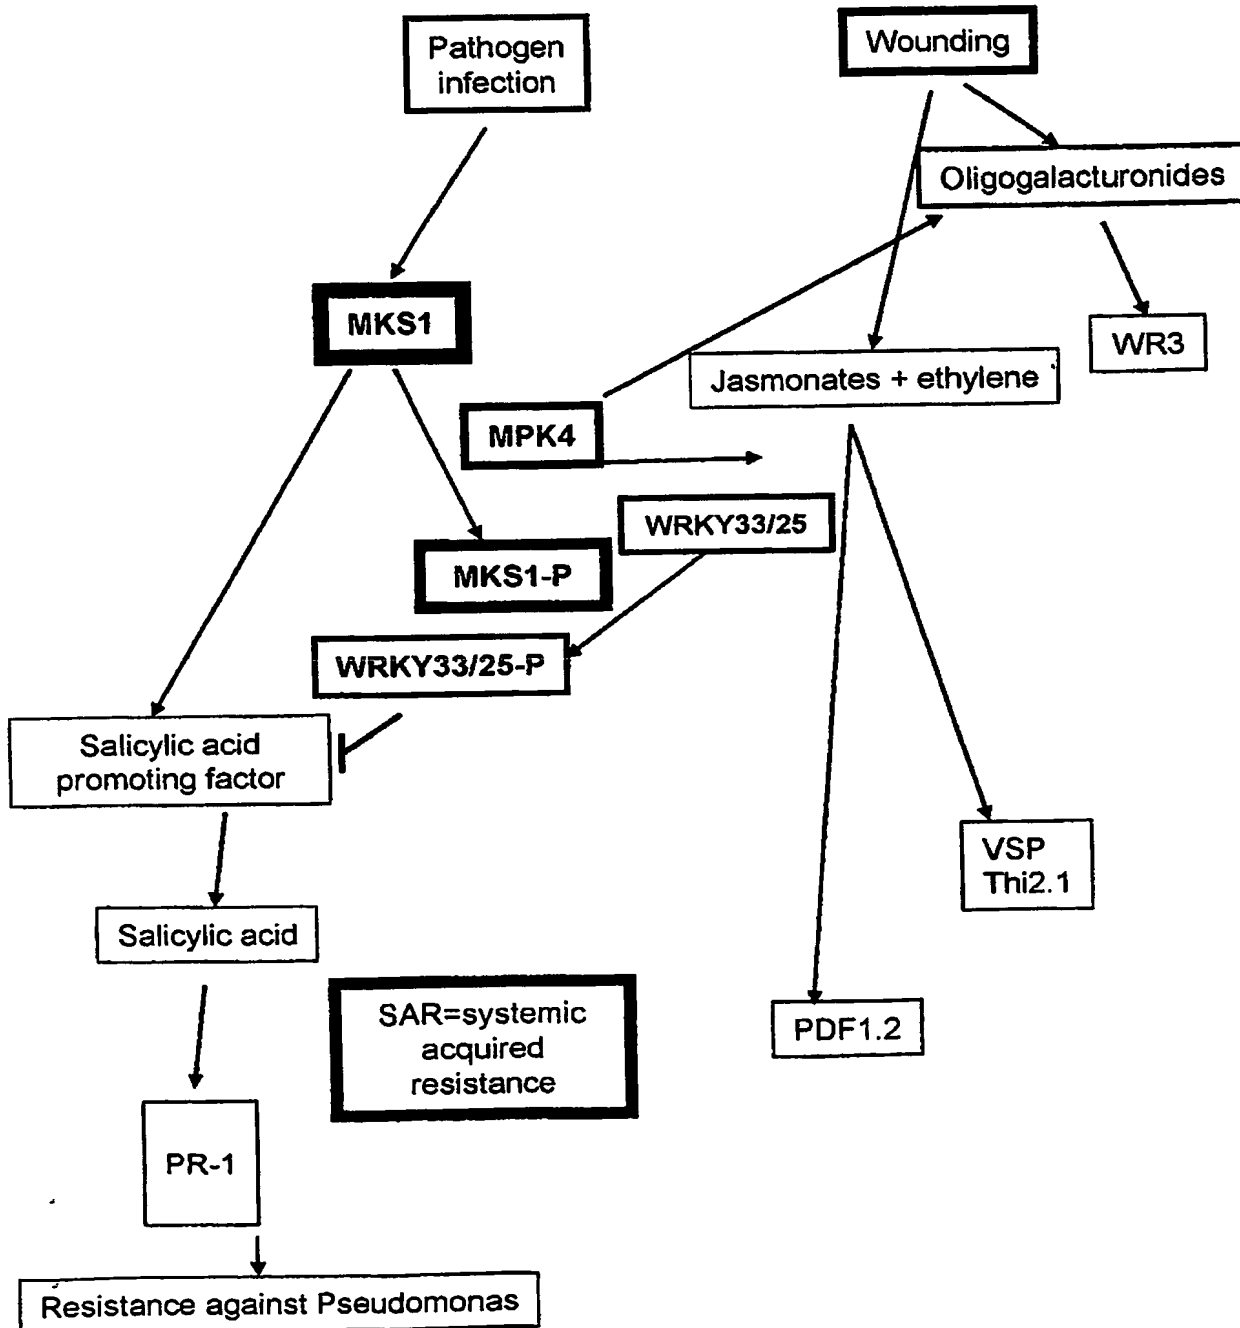 Pathogen
infection
Wounding
Oligogalacturonides
MKS1
WR3
Jasmonates + ethylene
MPK4
WRKY33/25
MKS1-P
WRKY33/25-P
Salicylic acid
promoting factor
VSP
Thi2.1
Salicylic acid
SAR=systemic
acquired
resistance
PDF1.2
PR-1
Resistance against Pseudomonas